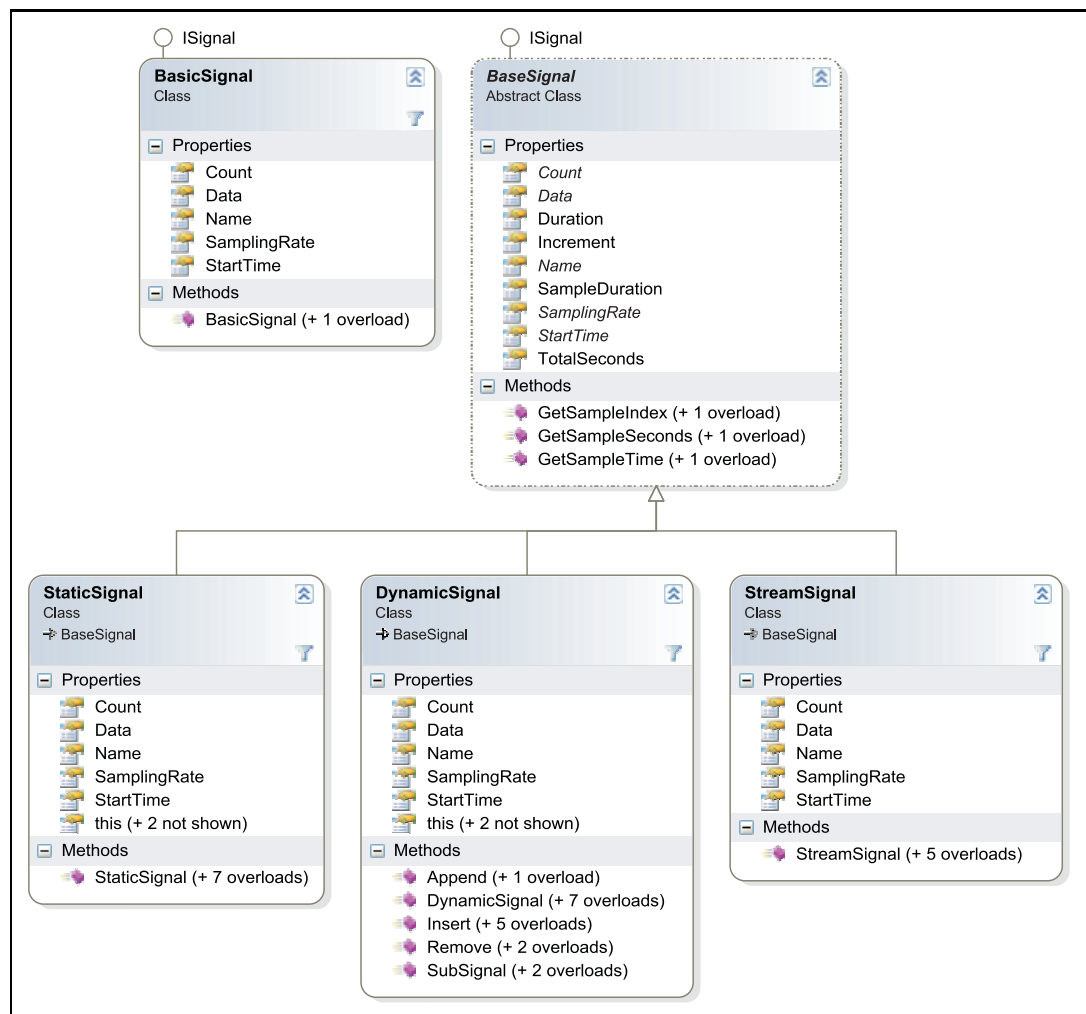 ISignal
BasicSignal
Class
Properties
Count
Data
Name
SamplingRate
StartTime
Methods
BasicSignal (+ 1 overload)
ISignal
BaseSignal
Abstract Class
Properties
Count
Data
Duration
Increment
Name
SampleDuration
SamplingRate
StartTime
TotalSeconds
Methods
GetSampleIndex (+ 1 overload)
GetSampleSeconds (+ 1 overload)
GetSampleTime (+ 1 overload)
StaticSignal
Class
BaseSignal
Properties
Count
Data
Name
SamplingRate
StartTime
this (+ 2 not shown)
Methods
StaticSignal (+ 7 overloads)
DynamicSignal
Class
BaseSignal
Properties
Count
Data
Name
SamplingRate
StartTime
this (+ 2 not shown)
Methods
Append (+ 1 overload)
DynamicSignal (+ 7 overloads)
Insert (+ 5 overloads)
Remove (+ 2 overloads)
SubSignal (+ 2 overloads)
StreamSignal
Class
BaseSignal
Properties
Count
Data
Name
SamplingRate
StartTime
Methods
StreamSignal (+ 5 overloads)